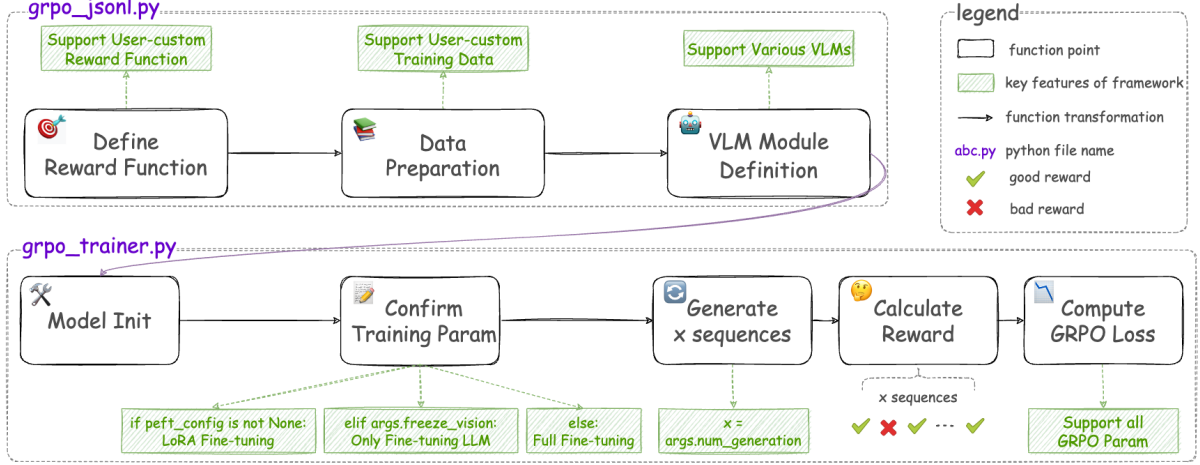 grpo_jsonl.py
Support User-custom
Reward Function
Support User-custom
Training Data
Support Various VLMs
Define
Reward Function
Data
Preparation
VLM Module
Definition
legend
function point
key features of framework
function transformation
abc.py python file name
good reward
bad reward
grpo_trainer.py
Model Init
Confirm
Training Param
Generate
x sequences
Calculate
Reward
Compute
GRPO Loss
if peft_config is not None:
LoRA Fine-tuning
elif args.freeze_vision:
Only Fine-tuning LLM
else:
Full Fine-tuning
x =
args.num_generation
x sequences
Support all
GRPO Param